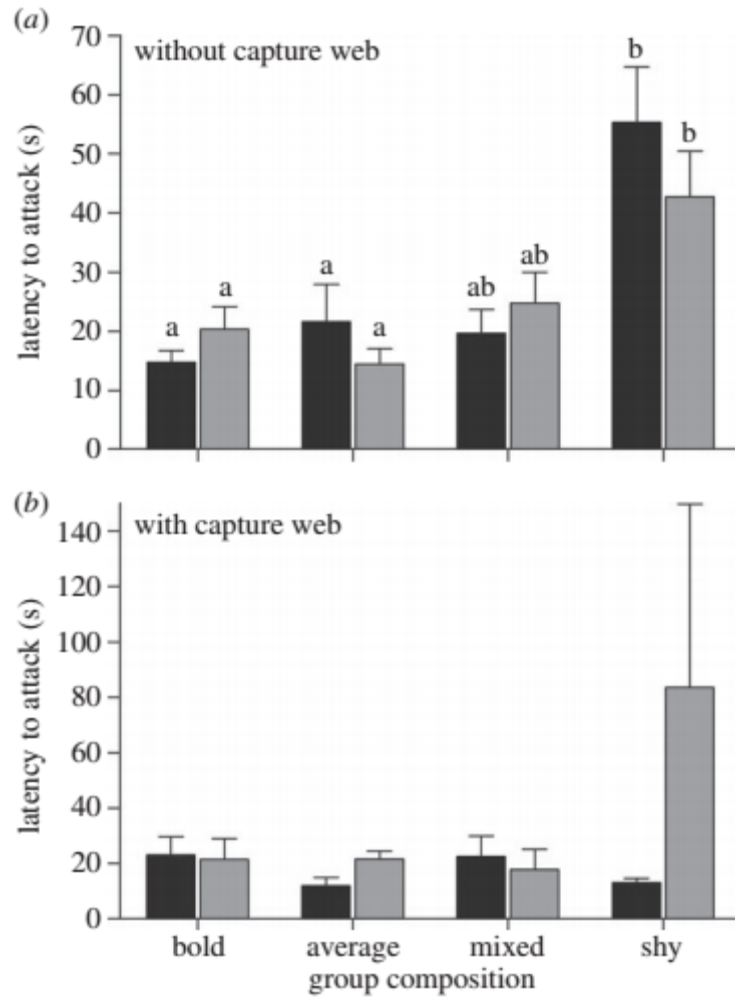 (a)
70
60
50
40
30
20
10
0
latency to attack (s)
without capture web
a
a
a
a
ab
ab
b
b
(b)
140
120
100
80
60
40
20
0
latency to attack (s)
with capture web
bold average mixed shy
group composition